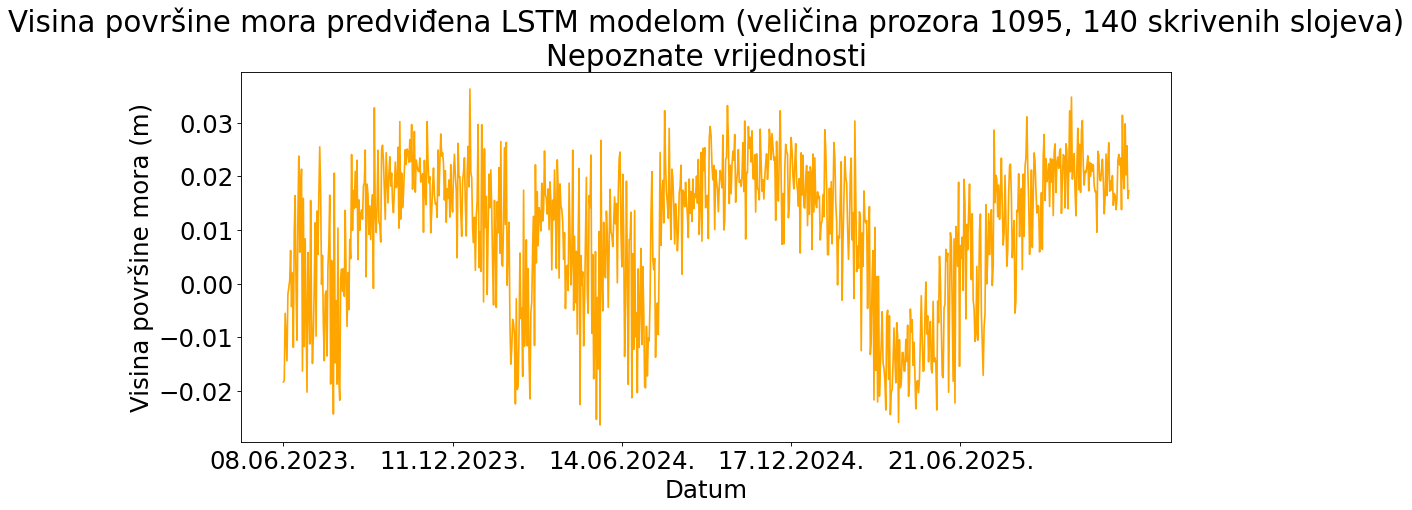 Visina površine mora predviđena LSTM modelom (veličina prozora 1095, 140 skrivenih slojeva)
Nepoznate vrijednosti
Visina površine mora (m)
0.03
0.02
0.01
0.00
−0.01
−0.02
08.06.2023. 11.12.2023. 14.06.2024. 17.12.2024. 21.06.2025.
Datum